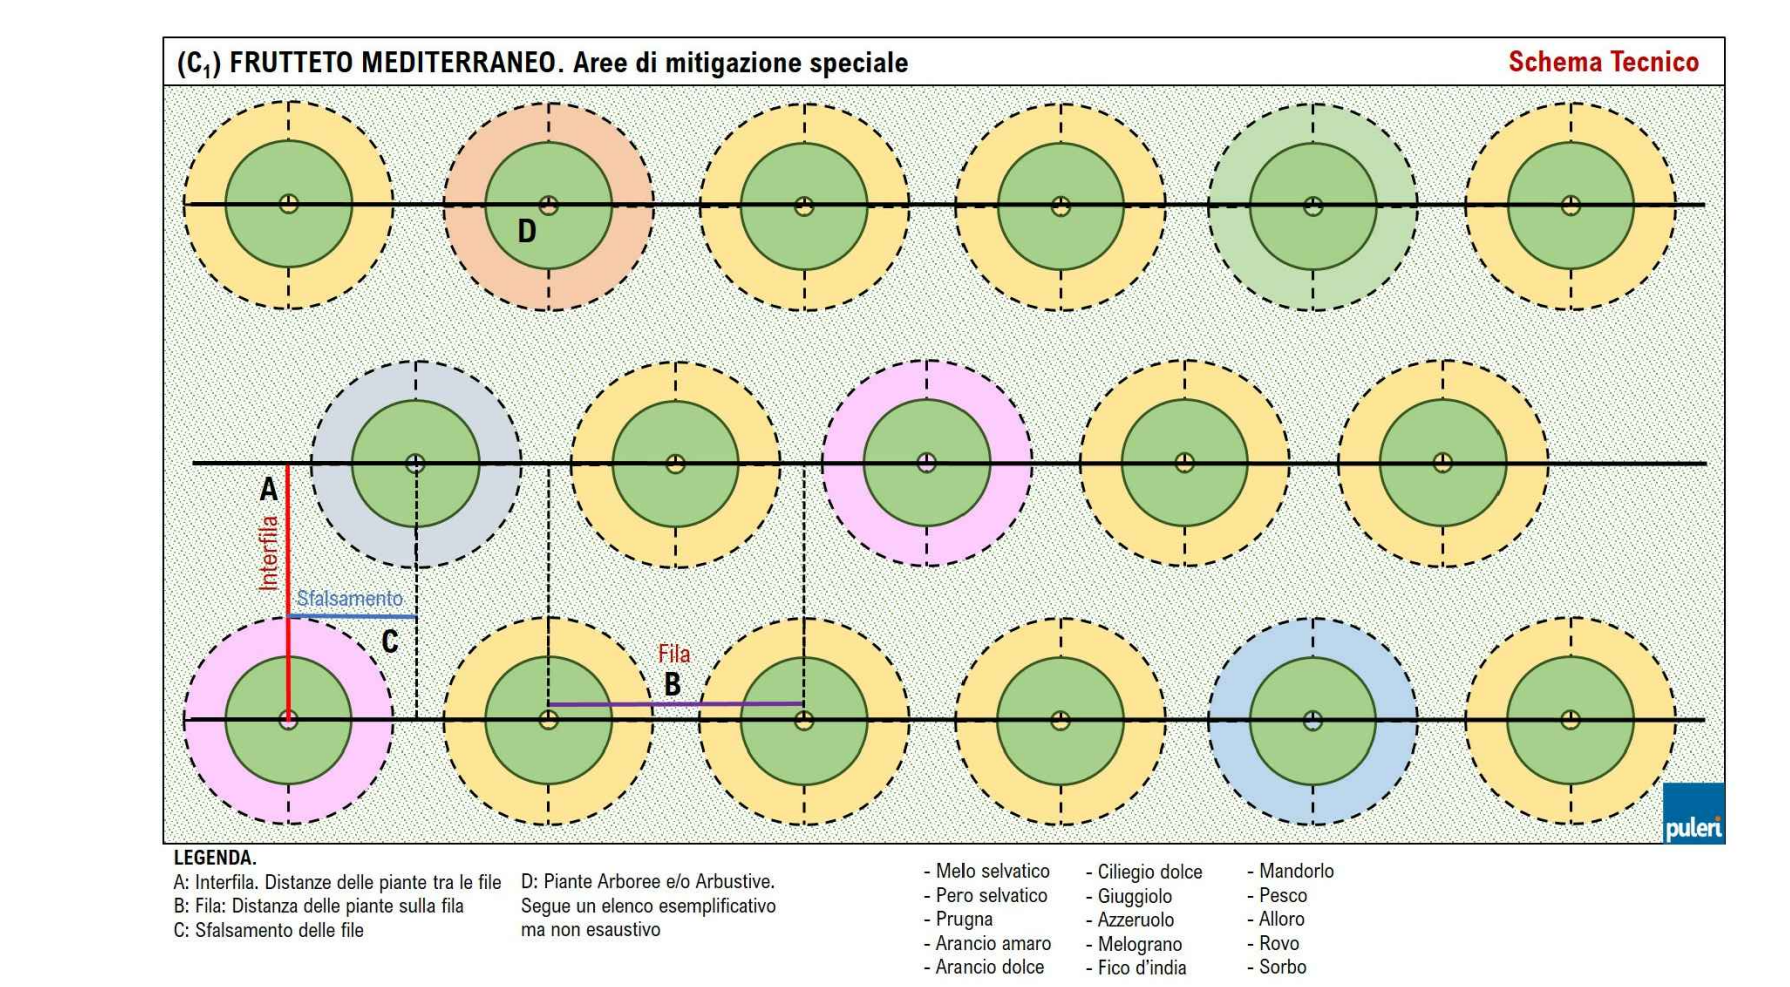 (C1) FRUTTETO MEDITERRANEO. Aree di mitigazione speciale
Schema Tecnico
D
A
Interfila
Sfalsamento
C
Fila
B
puleri
LEGENDA.
A: Interfila. Distanze delle piante tra le file
B: Fila: Distanza delle piante sulla fila
C: Sfalsamento delle file
D: Piante Arboree e/o Arbustive.
Segue un elenco esemplificativo
ma non esaustivo
- Melo selvatico
- Pero selvatico
- Prugna
- Arancio amaro
- Arancio dolce
- Ciliegio dolce
- Giuggiolo
- Azzeruolo
- Melograno
- Fico d'india
- Mandorlo
- Pesco
- Alloro
- Rovo
- Sorbo